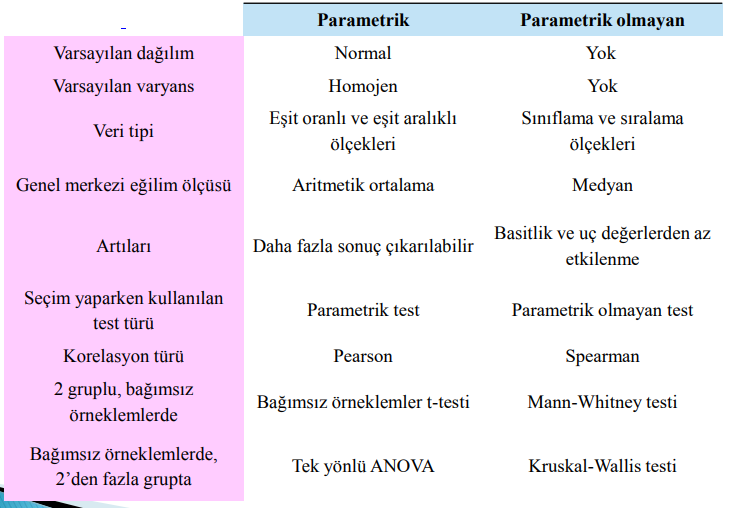 Parametrik Parametrik olmayan
Varsayılan dağılım Normal Yok
Varsayılan varyans Homojen Yok
Veri tipi Eşit oranlı ve eşit aralıklı ölçekleri Sınıflama ve sıralama ölçekleri
Genel merkezi eğilim ölçüsü Aritmetik ortalama Medyan
Artıları Daha fazla sonuç çıkarılabilir Basitlik ve uç değerlerden az etkilenme
Seçim yaparken kullanılan test türü Parametrik test Parametrik olmayan test
Korelasyon türü Pearson Spearman
2 gruplu, bağımsız örneklemlerde Bağımsız örneklemler t-testi Mann-Whitney testi
Bağımsız örneklemlerde, 2’den fazla grupta Tek yönlü ANOVA Kruskal-Wallis testi